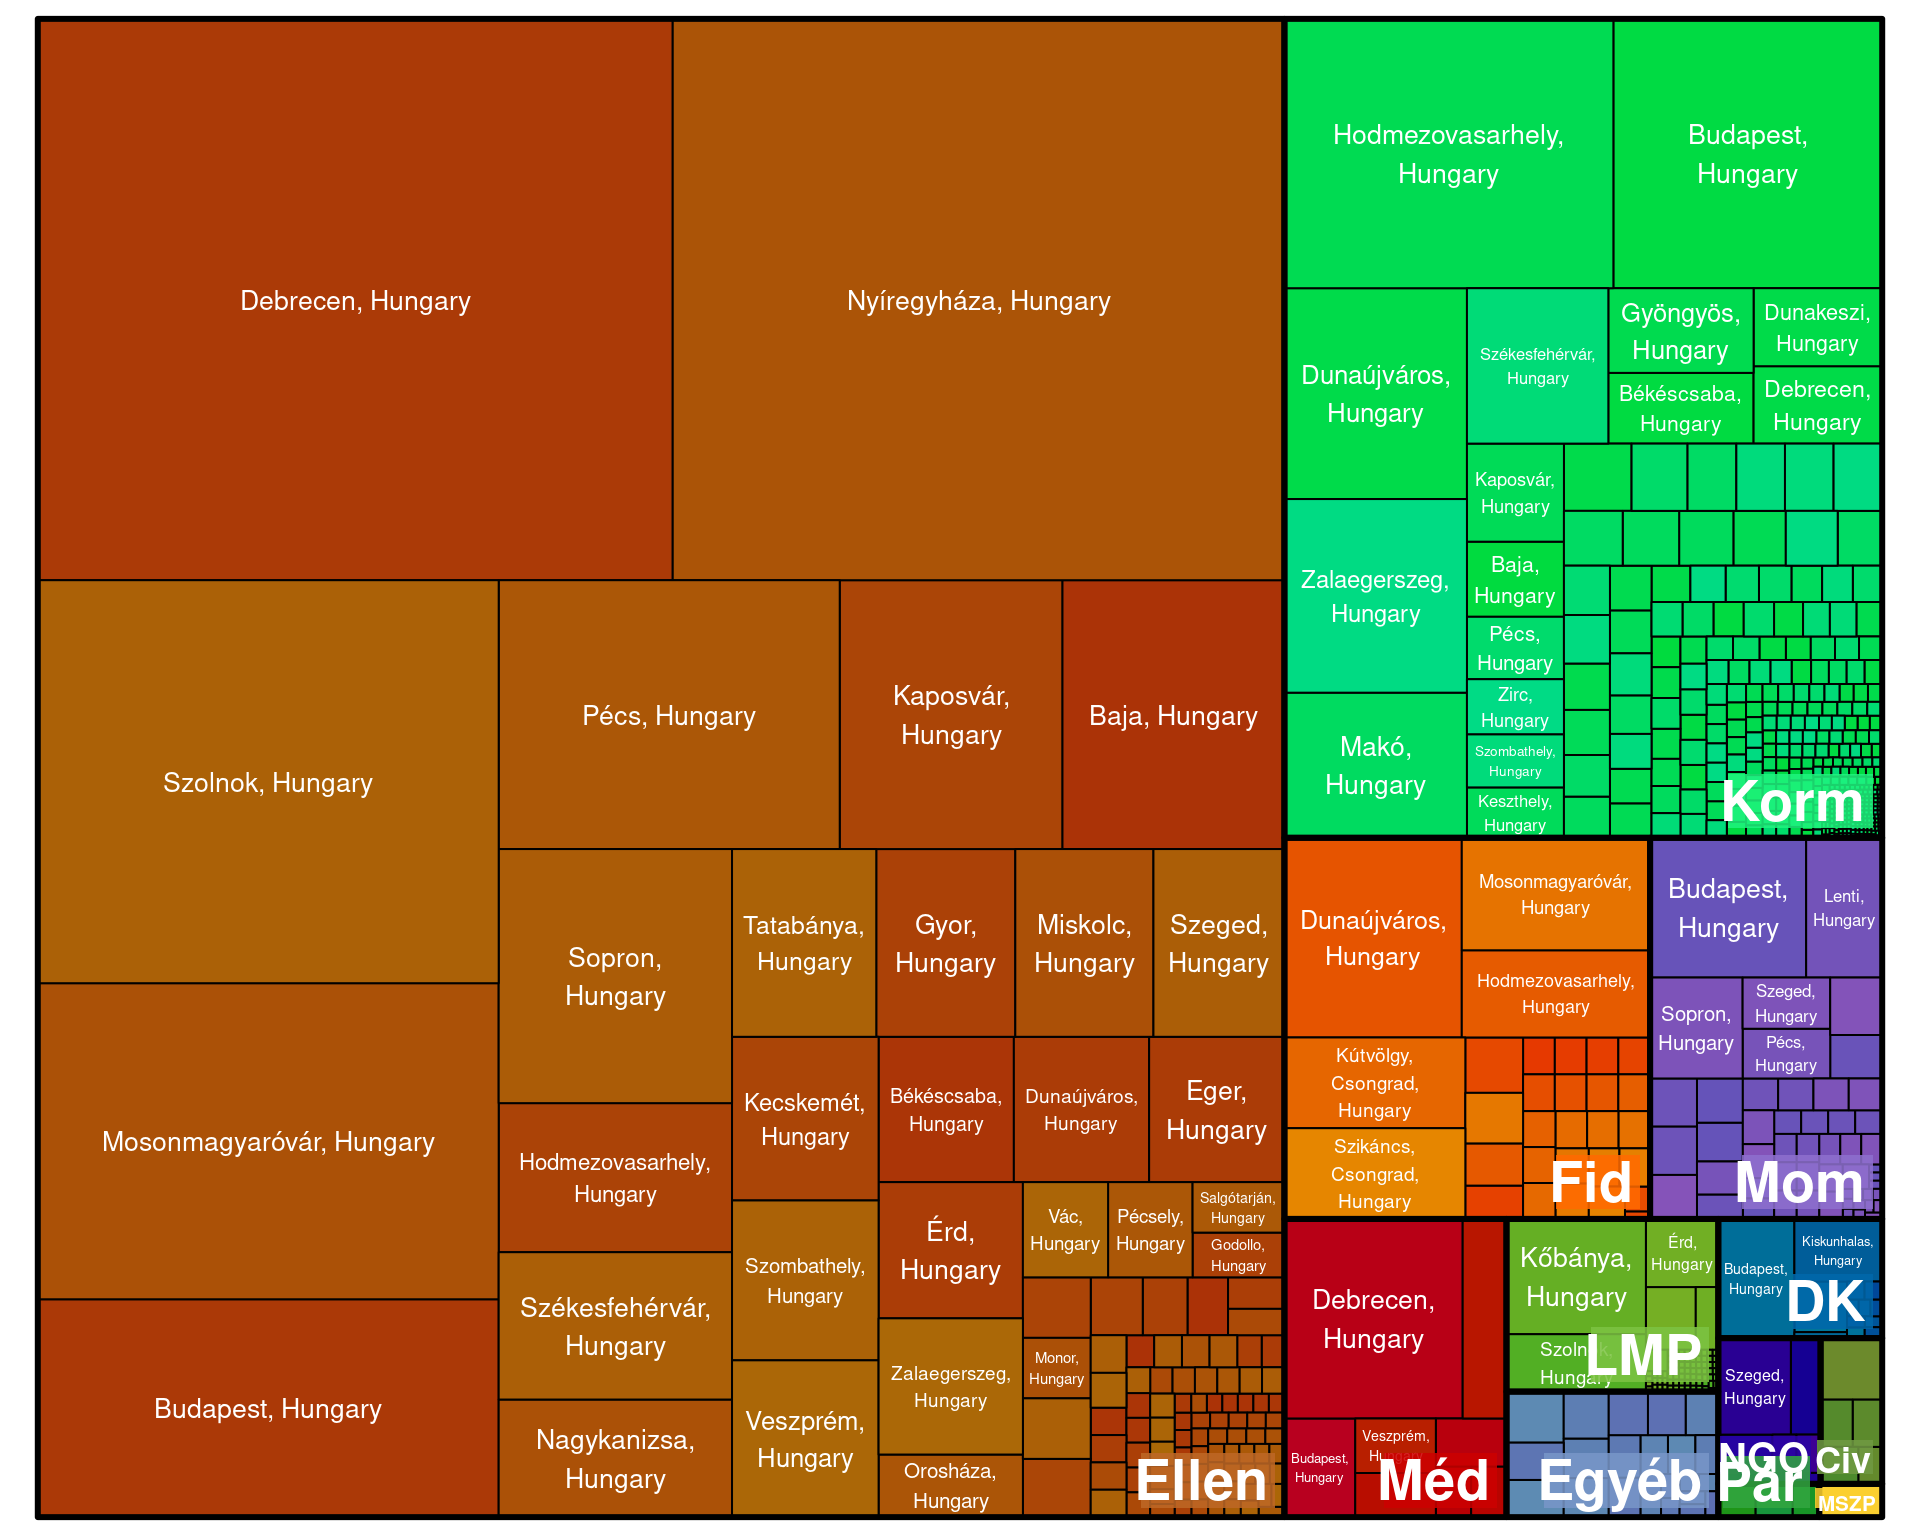 Debrecen, Hungary
Nyíregyháza, Hungary
Szolnok, Hungary
Mosonmagyaróvár, Hungary
Budapest, Hungary
Pécs, Hungary
Kaposvár,
Hungary
Baja, Hungary
Sopron,
Hungary
Hodmezovasarhely,
Hungary
Székesfehérvár,
Hungary
Nagykanizsa,
Hungary
Tatabánya,
Hungary
Gyor,
Hungary
Miskolc,
Hungary
Szeged,
Hungary
Kecskemét,
Hungary
Szombathely,
Hungary
Veszprém,
Hungary
Békéscsaba,
Hungary
Dunaújváros,
Hungary
Eger,
Hungary
Érd,
Hungary
Zalaegerszeg,
Hungary
Orosháza,
Hungary
Vác,
Hungary
Pécsely,
Hungary
Salgótarján,
Hungary
Godollo,
Hungary
Monor,
Hungary
Ellen
Hodmezovasarhely,
Hungary
Budapest,
Hungary
Dunaújváros,
Hungary
Zalaegerszeg,
Hungary
Makó,
Hungary
Székesfehérvár,
Hungary
Gyöngyös,
Hungary
Dunakeszi,
Hungary
Békéscsaba,
Hungary
Debrecen,
Hungary
Kaposvár,
Hungary
Baja,
Hungary
Pécs,
Hungary
Zirc,
Hungary
Szombathely,
Hungary
Keszthely,
Hungary
Korm
Dunaújváros,
Hungary
Mosonmagyaróvár,
Hungary
Hodmezovasarhely,
Hungary
Kútvölgy,
Csongrad,
Hungary
Szikáncs,
Csongrad,
Hungary
Fid
Budapest,
Hungary
Lenti,
Hungary
Sopron,
Hungary
Szeged,
Hungary
Pécs,
Hungary
Mom
Debrecen,
Hungary
Budapest,
Hungary
Veszprém,
Hungary
Méd
Kőbánya,
Hungary
Érd,
Hungary
Szolnok,
Hungary
LMP
Egyéb
Budapest,
Hungary
Kiskunhalas,
Hungary
DK
Szeged,
Hungary
NGO
Civ
Pár
MSZP